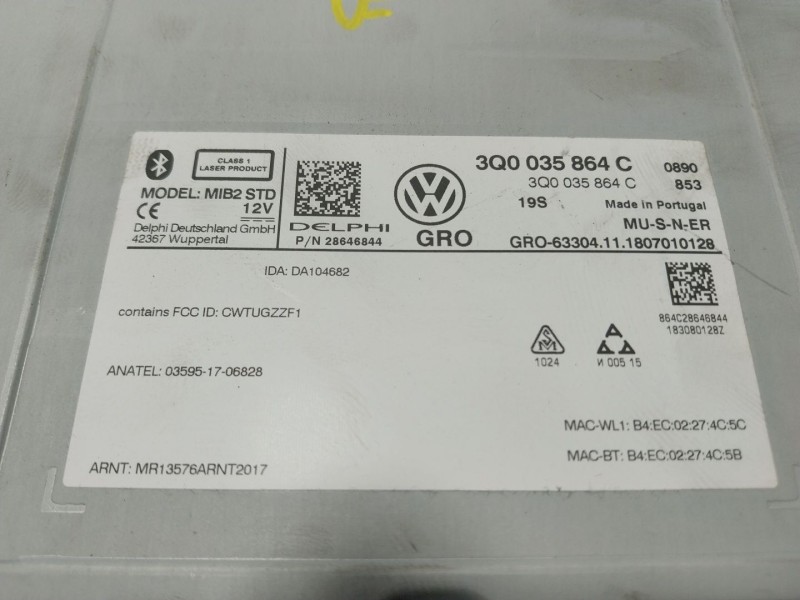 CLASS 1
LASER PRODUCT
MODEL: MIB2 STD
12V
Delphi Deutschland GmbH
42367 Wuppertal
DELPHI
P/N 28646844
GRO
3Q0 035 864 C 0890
3Q0 035 864 C 853
19S Made in Portugal
MU-S-N-ER
GRO-63304.11.1807010128
IDA: DA104682
864C28646844
183080128Z
contains FCC ID: CWTUGZZF1
1024
И 005 15
ANATEL: 03595-17-06828
MAC-WL1: B4:EC:02:27:4C:5C
MAC-BT: B4:EC:02:27:4C:5B
ARNT: MR13576ARNT2017